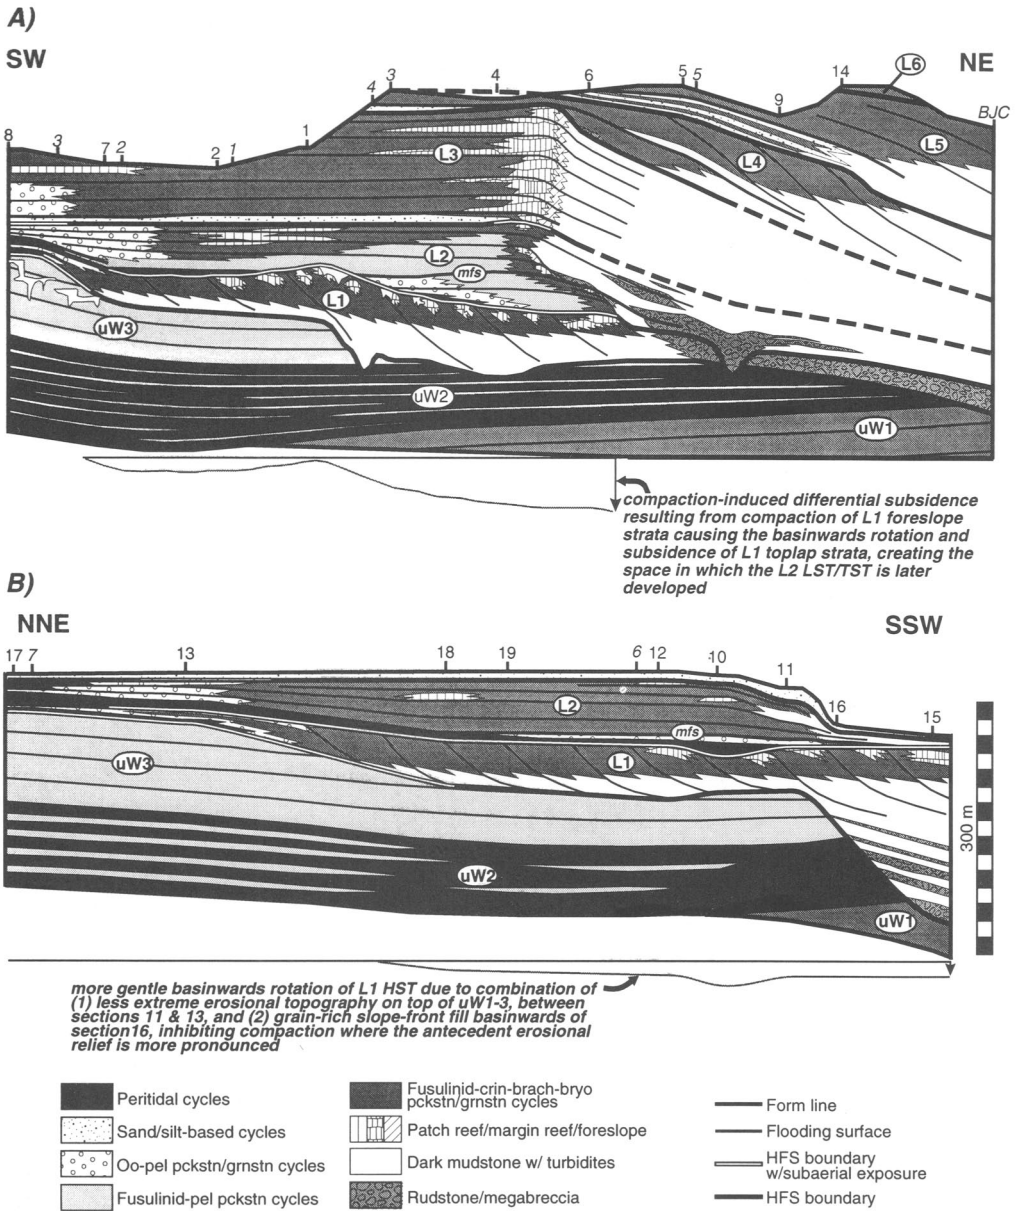 A)
SW
NE
8
3
7
2
2
1
1
4
3
4
6
5
5
9
14
L6
BJC
L3
L4
L5
L2
mfs
L1
uW3
uW2
uW1
compaction-induced differential subsidence
resulting from compaction of L1 foreslope
strata causing the basinwards rotation and
subsidence of L1 toplap strata, creating the
space in which the L2 LST/TST is later
developed
B)
NNE
SSW
17
7
13
18
19
6
12
10
11
16
15
L2
mfs
L1
uW3
uW2
uW1
300 m
more gentle basinwards rotation of L1 HST due to combination of
(1) less extreme erosional topography on top of uW1-3, between
sections 11 & 13, and (2) grain-rich slope-front fill basinwards of
section16, inhibiting compaction where the antecedent erosional
relief is more pronounced
Peritidal cycles
Sand/silt-based cycles
Oo-pel pckstn/grnstn cycles
Fusulinid-pel pckstn cycles
Fusulinid-crin-brach-bryo
pckstn/grnstn cycles
Patch reef/margin reef/foreslope
Dark mudstone w/ turbidites
Rudstone/megabreccia
Form line
Flooding surface
HFS boundary
w/subaerial exposure
HFS boundary